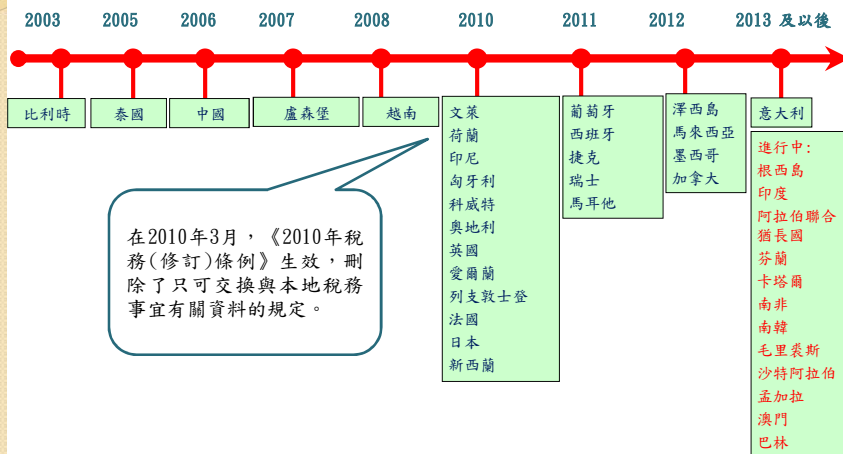 2003
2005
2006
2007
2008
2010
2011
2012
2013 及以後
比利時
泰國
中國
盧森堡
越南
文萊
荷蘭
印尼
匈牙利
科威特
奧地利
英國
愛爾蘭
列支敦士登
法國
日本
新西蘭
葡萄牙
西班牙
捷克
瑞士
馬耳他
澤西島
馬來西亞
墨西哥
加拿大
意大利
進行中:
根西島
印度
阿拉伯聯合
猶長國
芬蘭
卡塔爾
南非
南韓
毛里裘斯
沙特阿拉伯
孟加拉
澳門
巴林
在2010年3月，《2010年稅
務(修訂)條例》生效，刪
除了只可交換與本地稅務
事宜有關資料的規定。